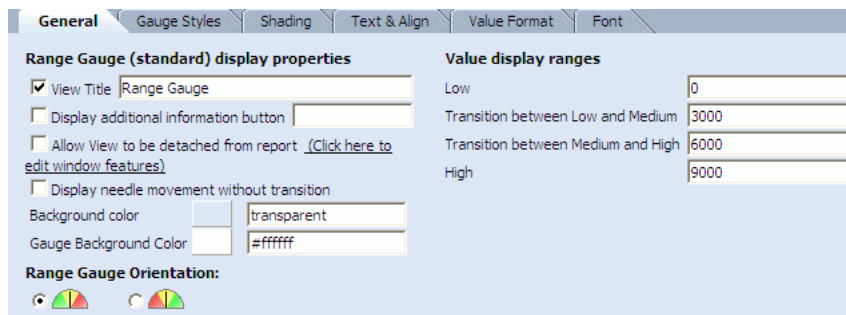 General Gauge Styles Shading Text & Align Value Format Font
Range Gauge (standard) display properties
View Title Range Gauge
Display additional information button
Allow View to be detached from report (Click here to
edit window features)
Display needle movement without transition
Background color transparent
Gauge Background Color #ffffff
Range Gauge Orientation:
Value display ranges
Low 0
Transition between Low and Medium 3000
Transition between Medium and High 6000
High 9000